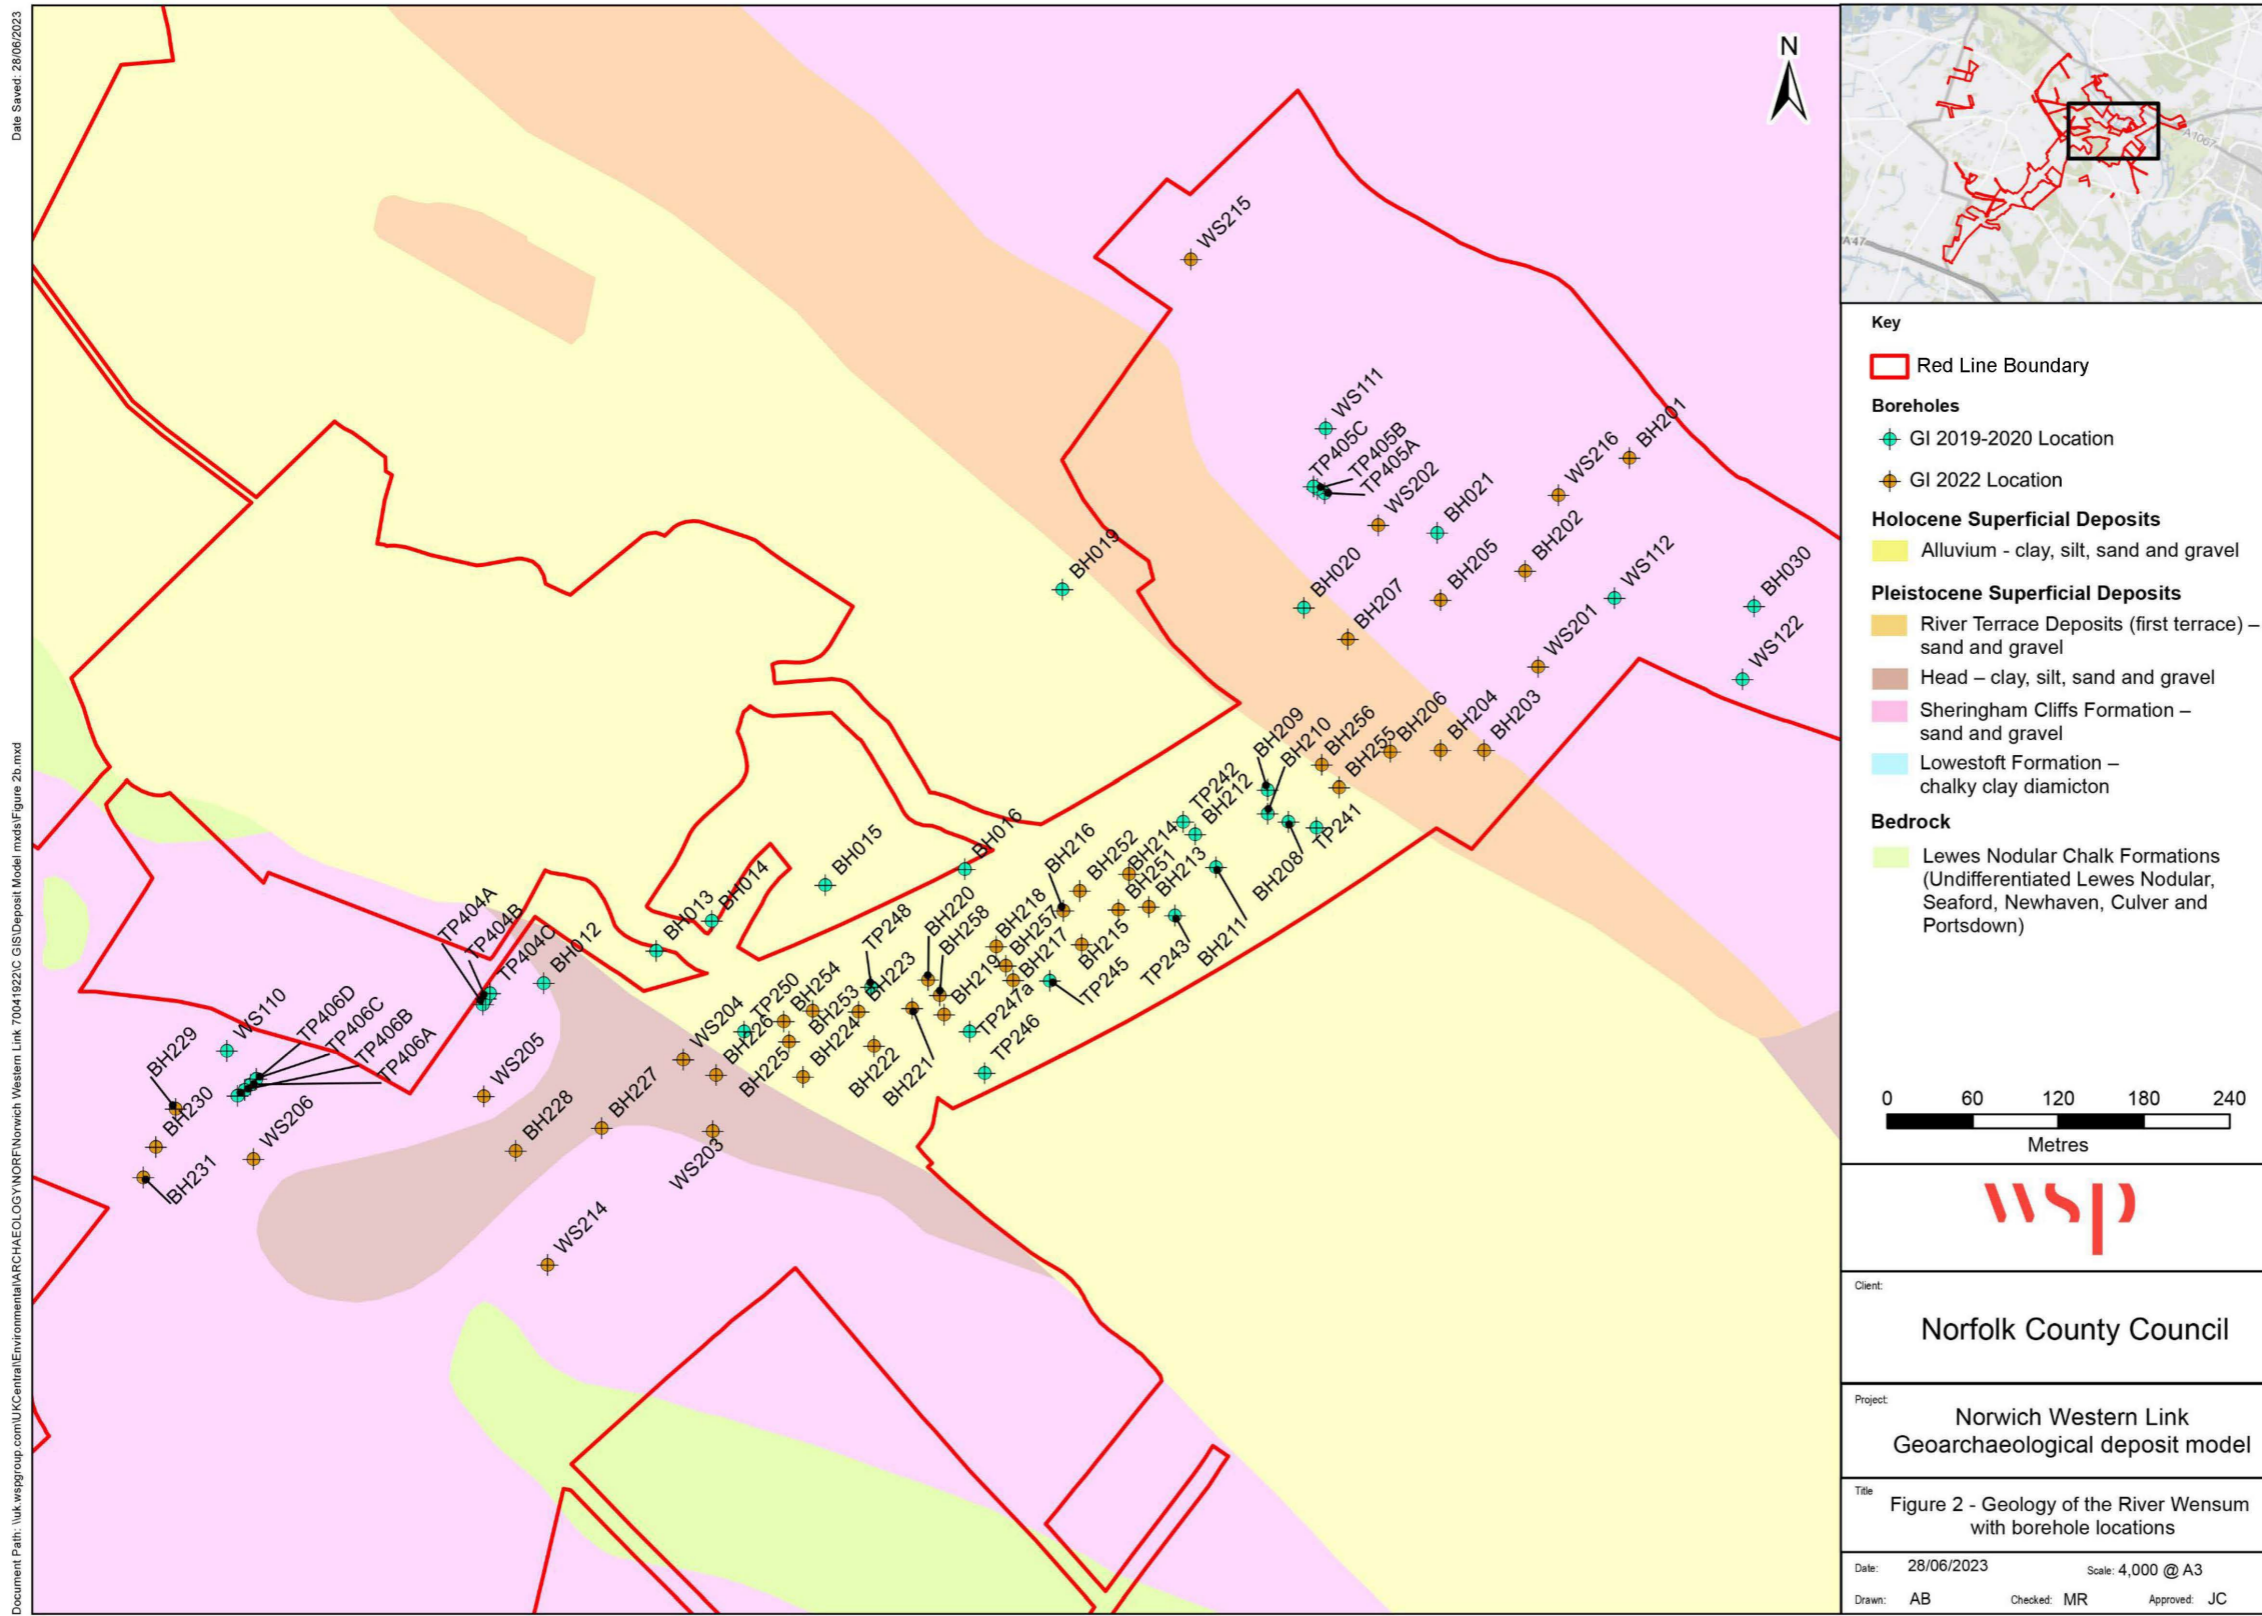 Date Saved: 28/06/2023
Document Path: \\uk.wspgroup.com\UKCentral\Environmental\ARCHAEOLOGY\NORF\Norwich Western Link 70041922\C GIS\Deposit Model mxds\Figure 2b.mxd
N
WS215
WS111
TP405C
TP405B
TP405A
WS202
BH021
WS216
BH201
BH019
BH020
BH207
BH205
BH202
WS112
BH030
WS201
WS122
BH209
BH210
BH256
BH255
BH206
BH204
BH203
TP242
BH212
TP241
BH208
BH211
BH216
BH252
BH214
BH251
BH213
TP243
BH015
BH016
BH013
BH014
BH218
BH257
BH217
BH215
TP245
TP248
BH220
BH258
BH219
TP247a
TP246
TP404A
TP404B
TP404C
BH012
TP250
BH254
BH253
BH223
BH224
BH222
BH221
WS204
BH226
BH225
WS110
TP406D
TP406C
TP406B
TP406A
BH229
BH230
BH231
WS206
WS205
BH228
BH227
WS203
WS214
A1067
A47
Key
Red Line Boundary
Boreholes
GI 2019-2020 Location
GI 2022 Location
Holocene Superficial Deposits
Alluvium - clay, silt, sand and gravel
Pleistocene Superficial Deposits
River Terrace Deposits (first terrace) –
sand and gravel
Head – clay, silt, sand and gravel
Sheringham Cliffs Formation –
sand and gravel
Lowestoft Formation –
chalky clay diamicton
Bedrock
Lewes Nodular Chalk Formations
(Undifferentiated Lewes Nodular,
Seaford, Newhaven, Culver and
Portsdown)
0 60 120 180 240
Metres
wsp
Client:
Norfolk County Council
Project:
Norwich Western Link
Geoarchaeological deposit model
Title
Figure 2 - Geology of the River Wensum
with borehole locations
Date: 28/06/2023 Scale: 4,000 @ A3
Drawn: AB Checked: MR Approved: JC